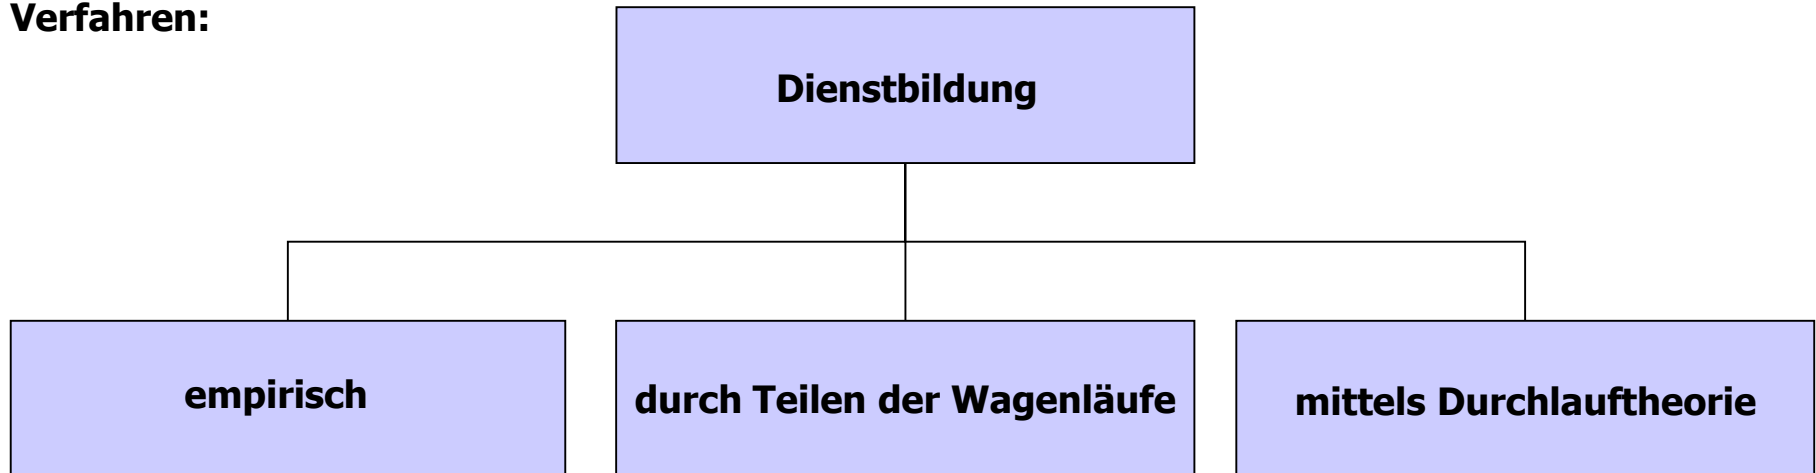 Verfahren:
Dienstbildung
empirisch
durch Teilen der Wagenläufe
mittels Durchlauftheorie